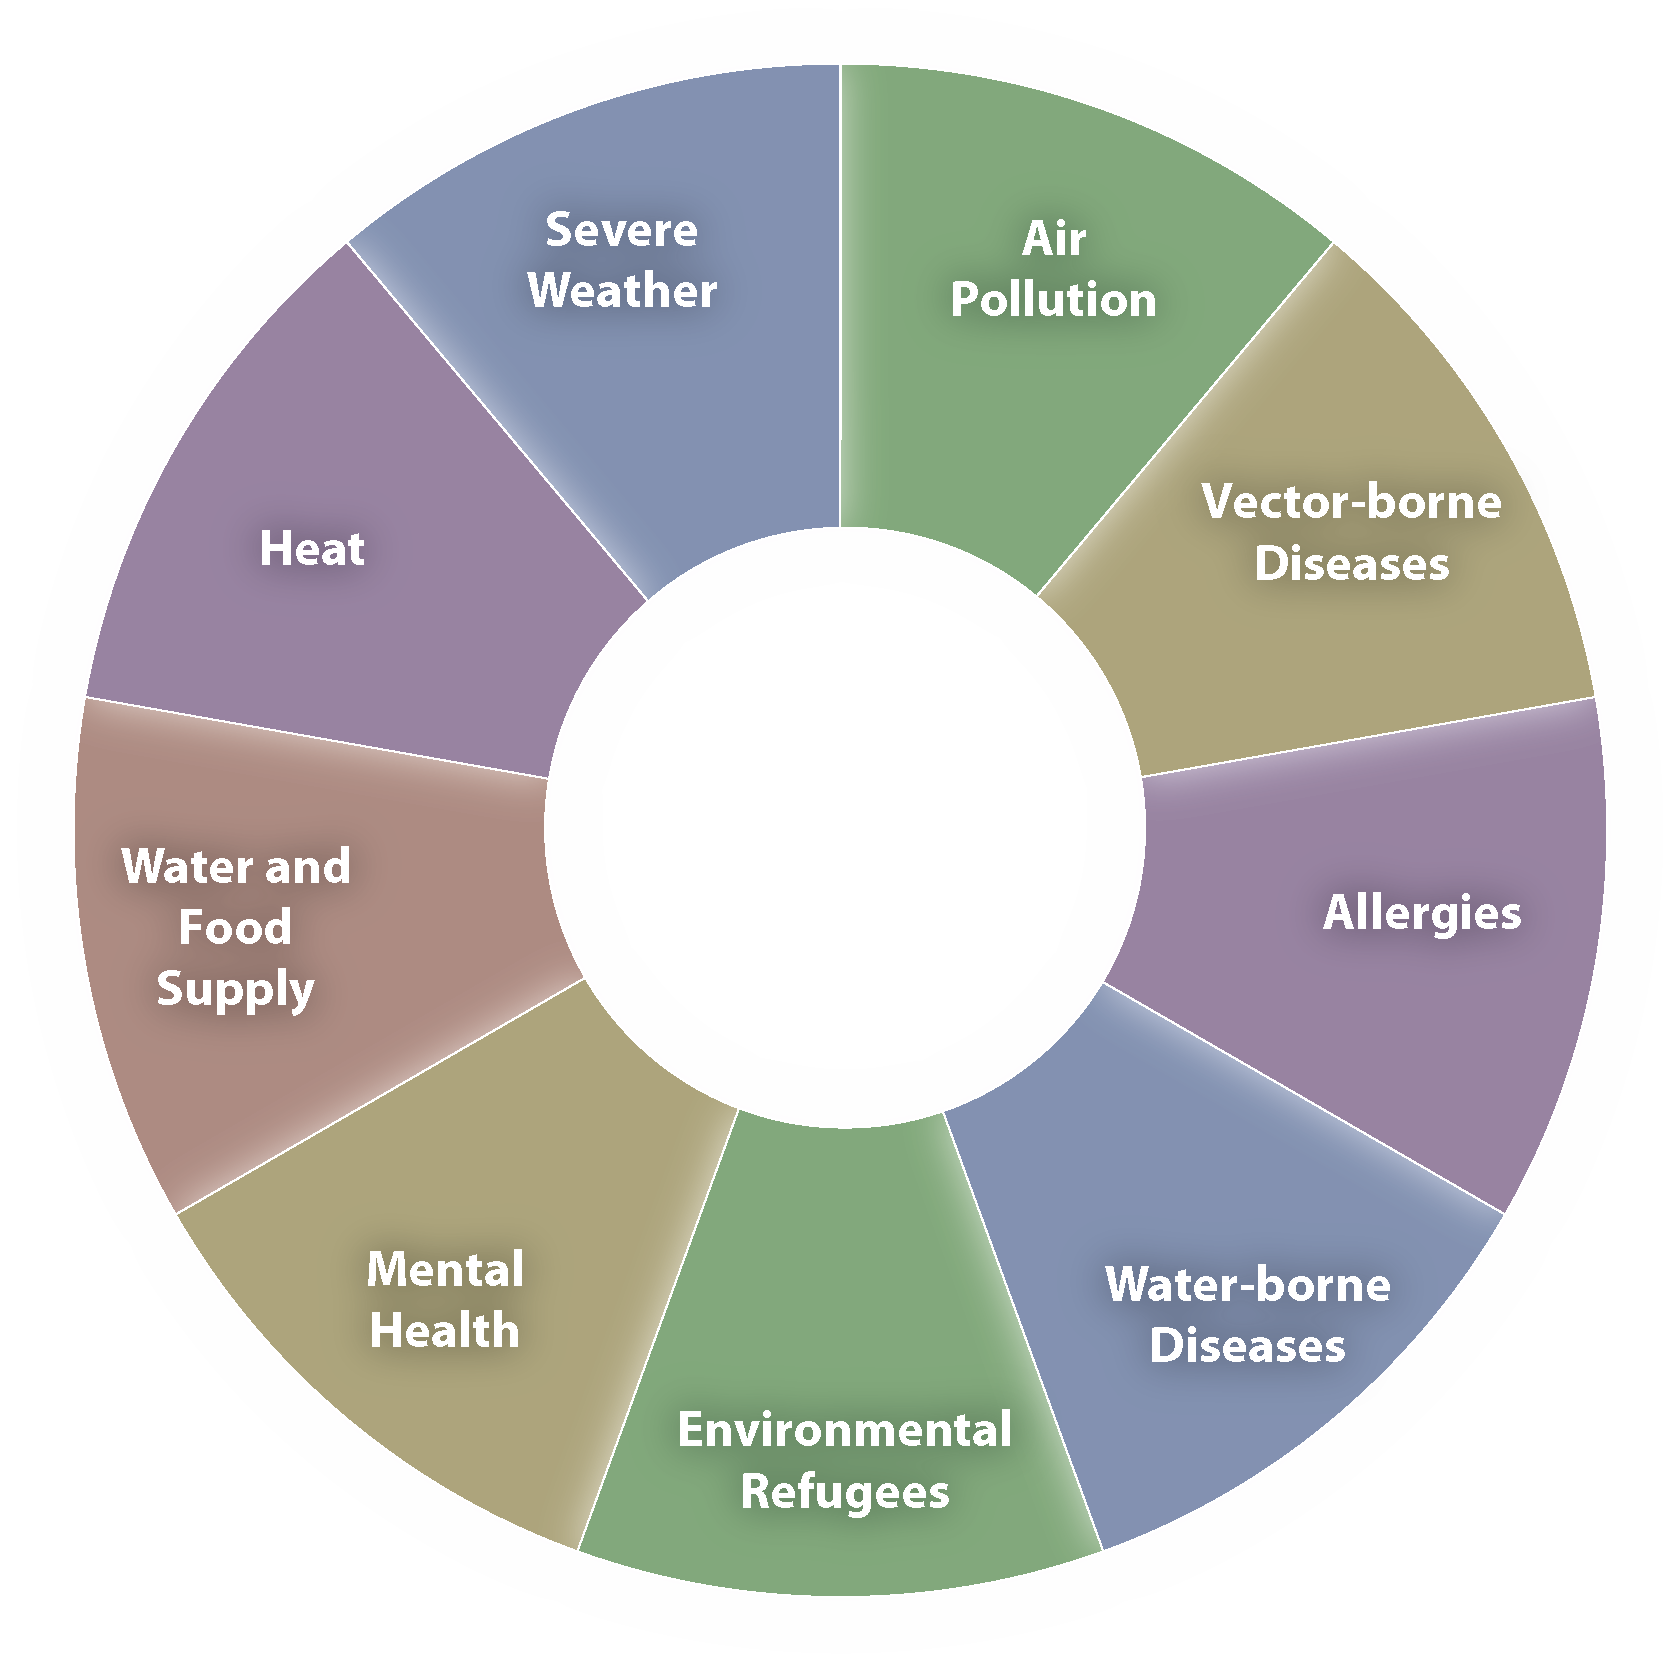 Severe
Weather
Air
Pollution
Vector-borne
Diseases
Allergies
Water-borne
Diseases
Environmental
Refugees
Mental
Health
Water and
Food
Supply
Heat